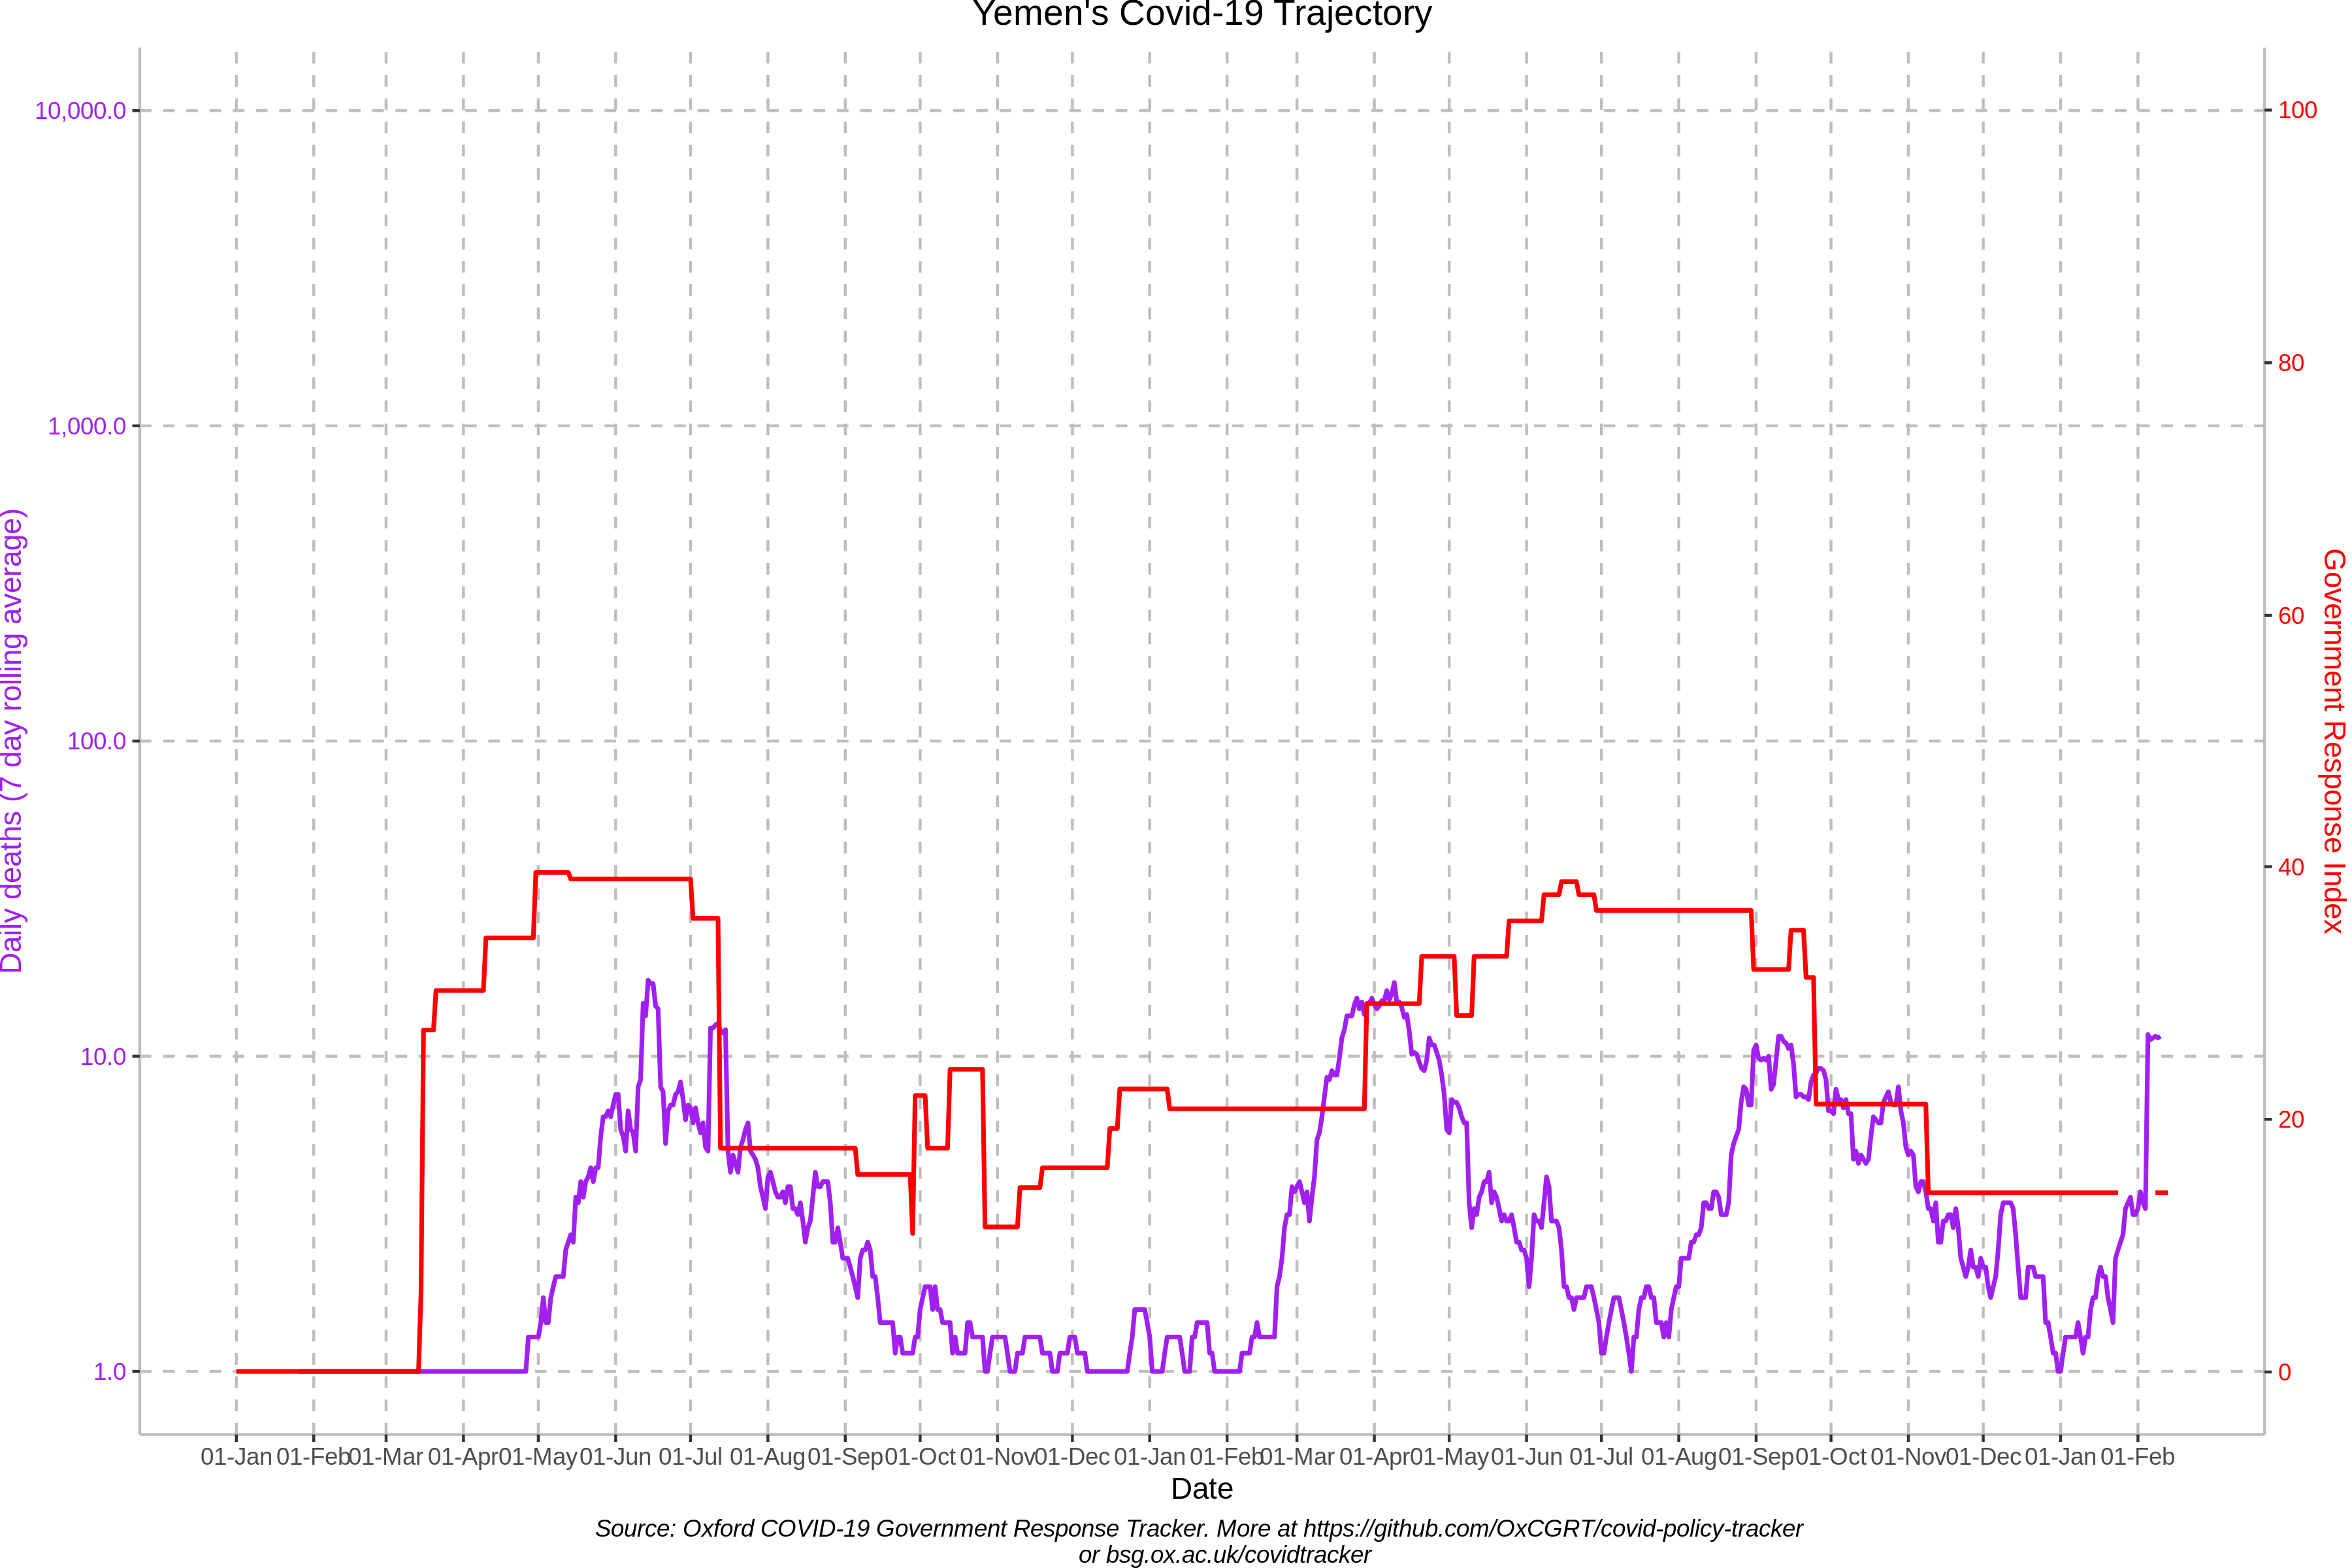 Yemen's Covid-19 Trajectory
10,000.0
1,000.0
100.0
10.0
1.0
Daily deaths (7 day rolling average)
100
80
60
40
20
0
Government Response Index
01-Jan 01-Feb 01-Mar 01-Apr 01-May 01-Jun 01-Jul 01-Aug 01-Sep 01-Oct 01-Nov 01-Dec 01-Jan 01-Feb 01-Mar 01-Apr 01-May 01-Jun 01-Jul 01-Aug 01-Sep 01-Oct 01-Nov 01-Dec 01-Jan 01-Feb
Date
Source: Oxford COVID-19 Government Response Tracker. More at https://github.com/OxCGRT/covid-policy-tracker
or bsg.ox.ac.uk/covidtracker